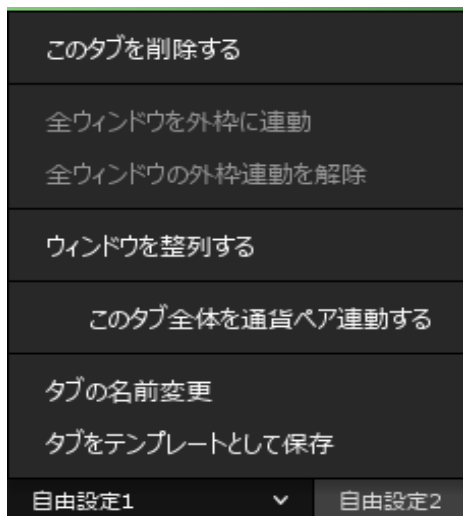 このタブを削除する
全ウィンドウを外枠に連動
全ウィンドウの外枠連動を解除
ウィンドウを整列する
このタブ全体を通貨ペア連動する
タブの名前変更
タブをテンプレートとして保存
自由設定1 自由設定2